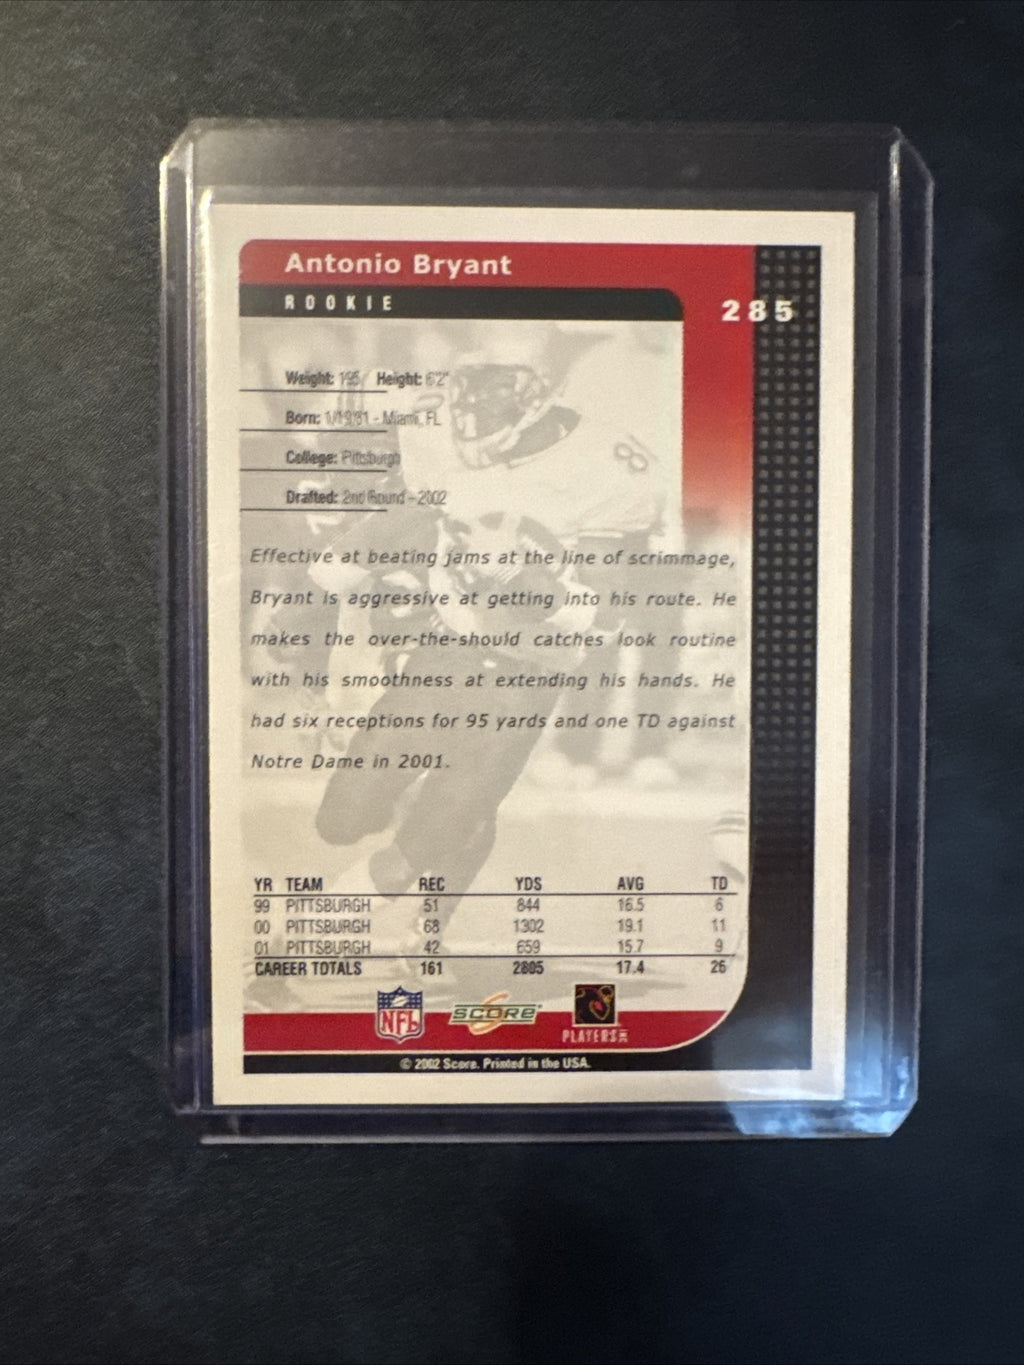 Antonio Bryant
ROOKIE
285
Weight: 195 Height: 6'2"
Born: 1/19/81 - Miami, FL
College: Pittsburgh
Drafted: 2nd Round - 2002
Effective at beating jams at the line of scrimmage,
Bryant is aggressive at getting into his route. He
makes the over-the-should catches look routine
with his smoothness at extending his hands. He
had six receptions for 95 yards and one TD against
Notre Dame in 2001.
YR TEAM REC YDS AVG TD
99 PITTSBURGH 51 844 16.5 6
00 PITTSBURGH 68 1302 19.1 11
01 PITTSBURGH 42 659 15.7 9
CAREER TOTALS 161 2805 17.4 26
NFL SCORE
PLAYERS INC
© 2002 Score. Printed in the USA.